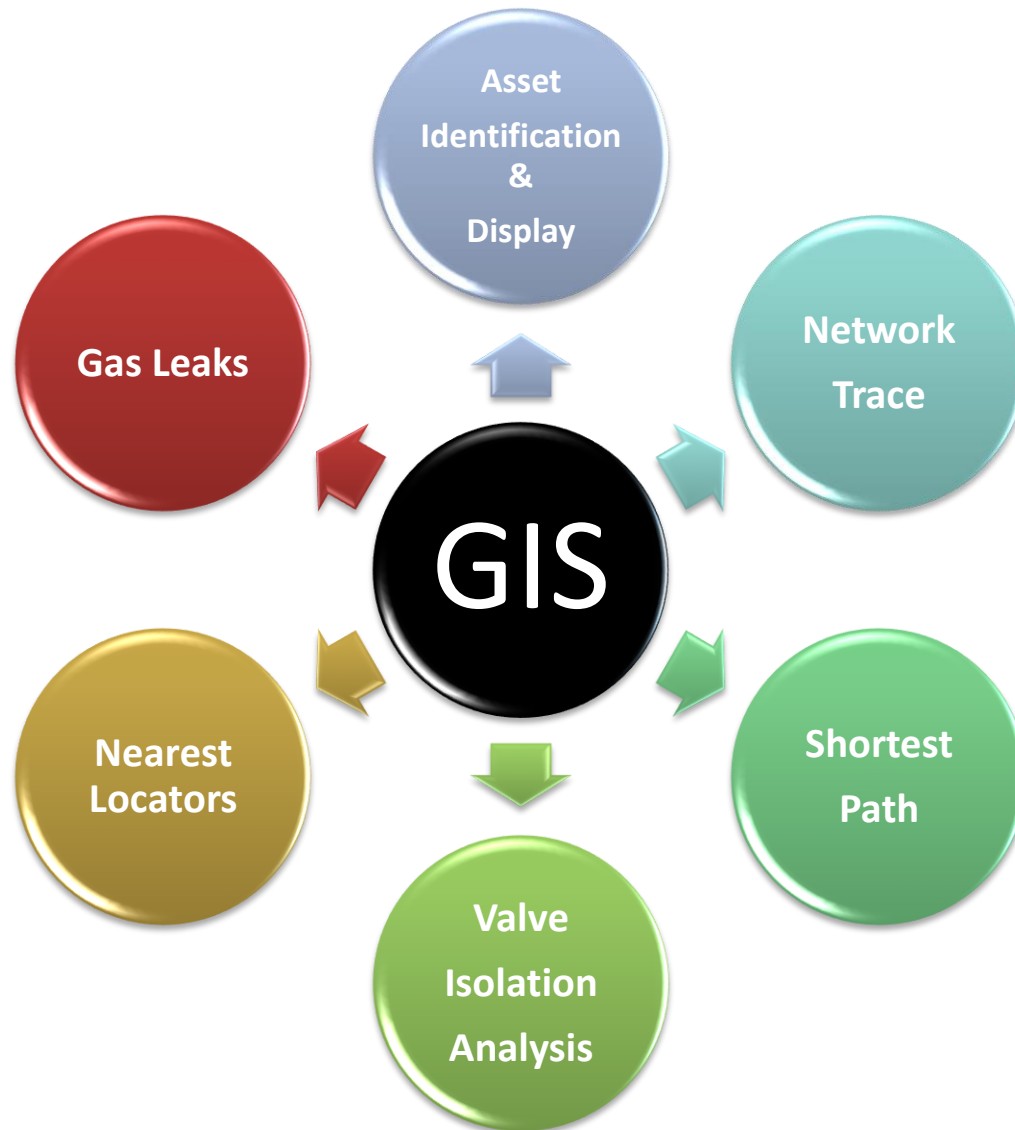 Asset
Identification
&
Display
Network
Trace
Gas Leaks
GIS
Nearest
Locators
Shortest
Path
Valve
Isolation
Analysis